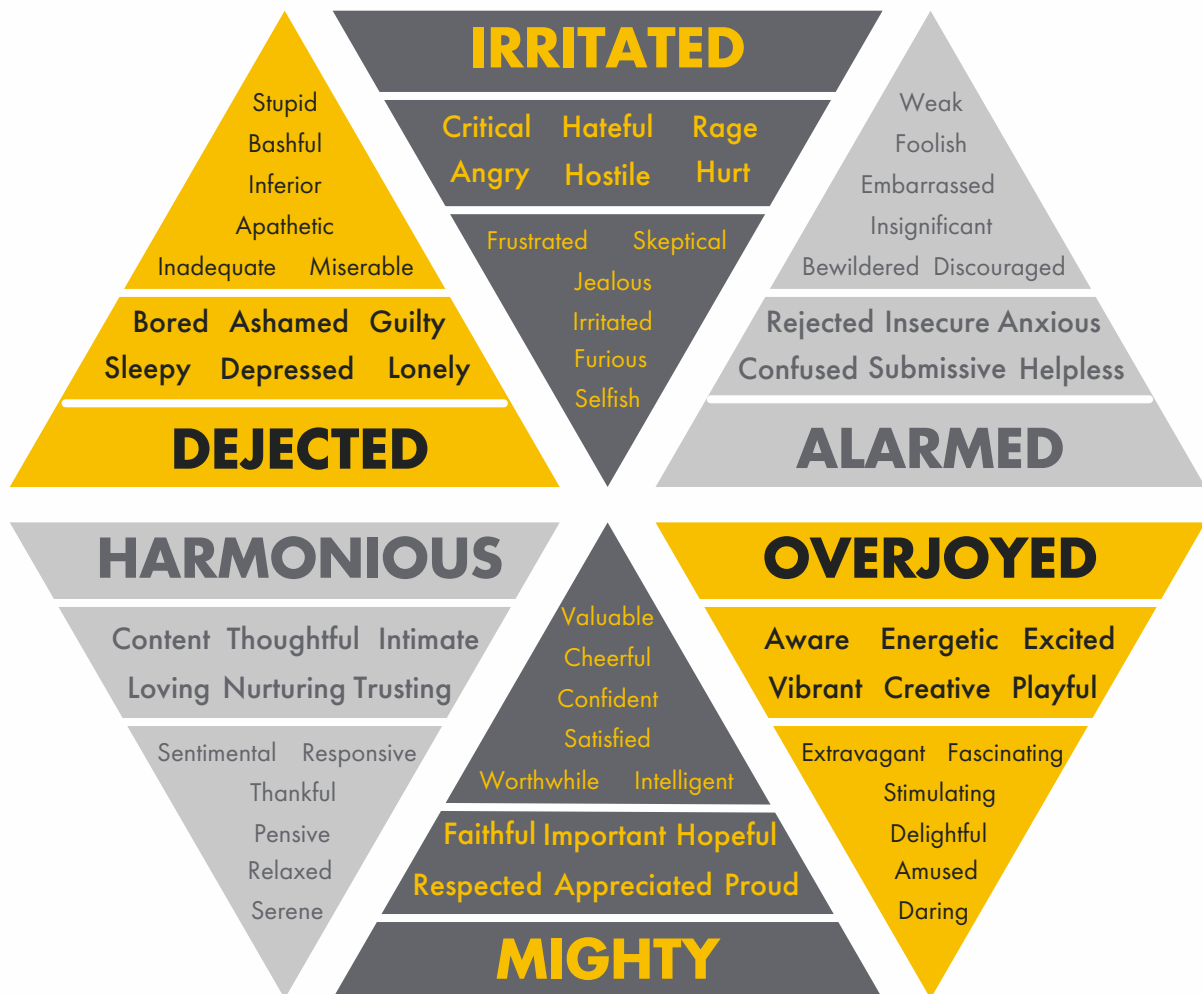 Stupid
Bashful
Inferior
Apathetic
Inadequate Miserable
Bored Ashamed Guilty
Sleepy Depressed Lonely
DEJECTED
IRRITATED
Critical Hateful Rage
Angry Hostile Hurt
Frustrated Skeptical
Jealous
Irritated
Furious
Selfish
Weak
Foolish
Embarrassed
Insignificant
Bewildered Discouraged
Rejected Insecure Anxious
Confused Submissive Helpless
ALARMED
HARMONIOUS
Content Thoughtful Intimate
Loving Nurturing Trusting
Sentimental Responsive
Thankful
Pensive
Relaxed
Serene
Valuable
Cheerful
Confident
Satisfied
Worthwhile Intelligent
Faithful Important Hopeful
Respected Appreciated Proud
MIGHTY
OVERJOYED
Aware Energetic Excited
Vibrant Creative Playful
Extravagant Fascinating
Stimulating
Delightful
Amused
Daring